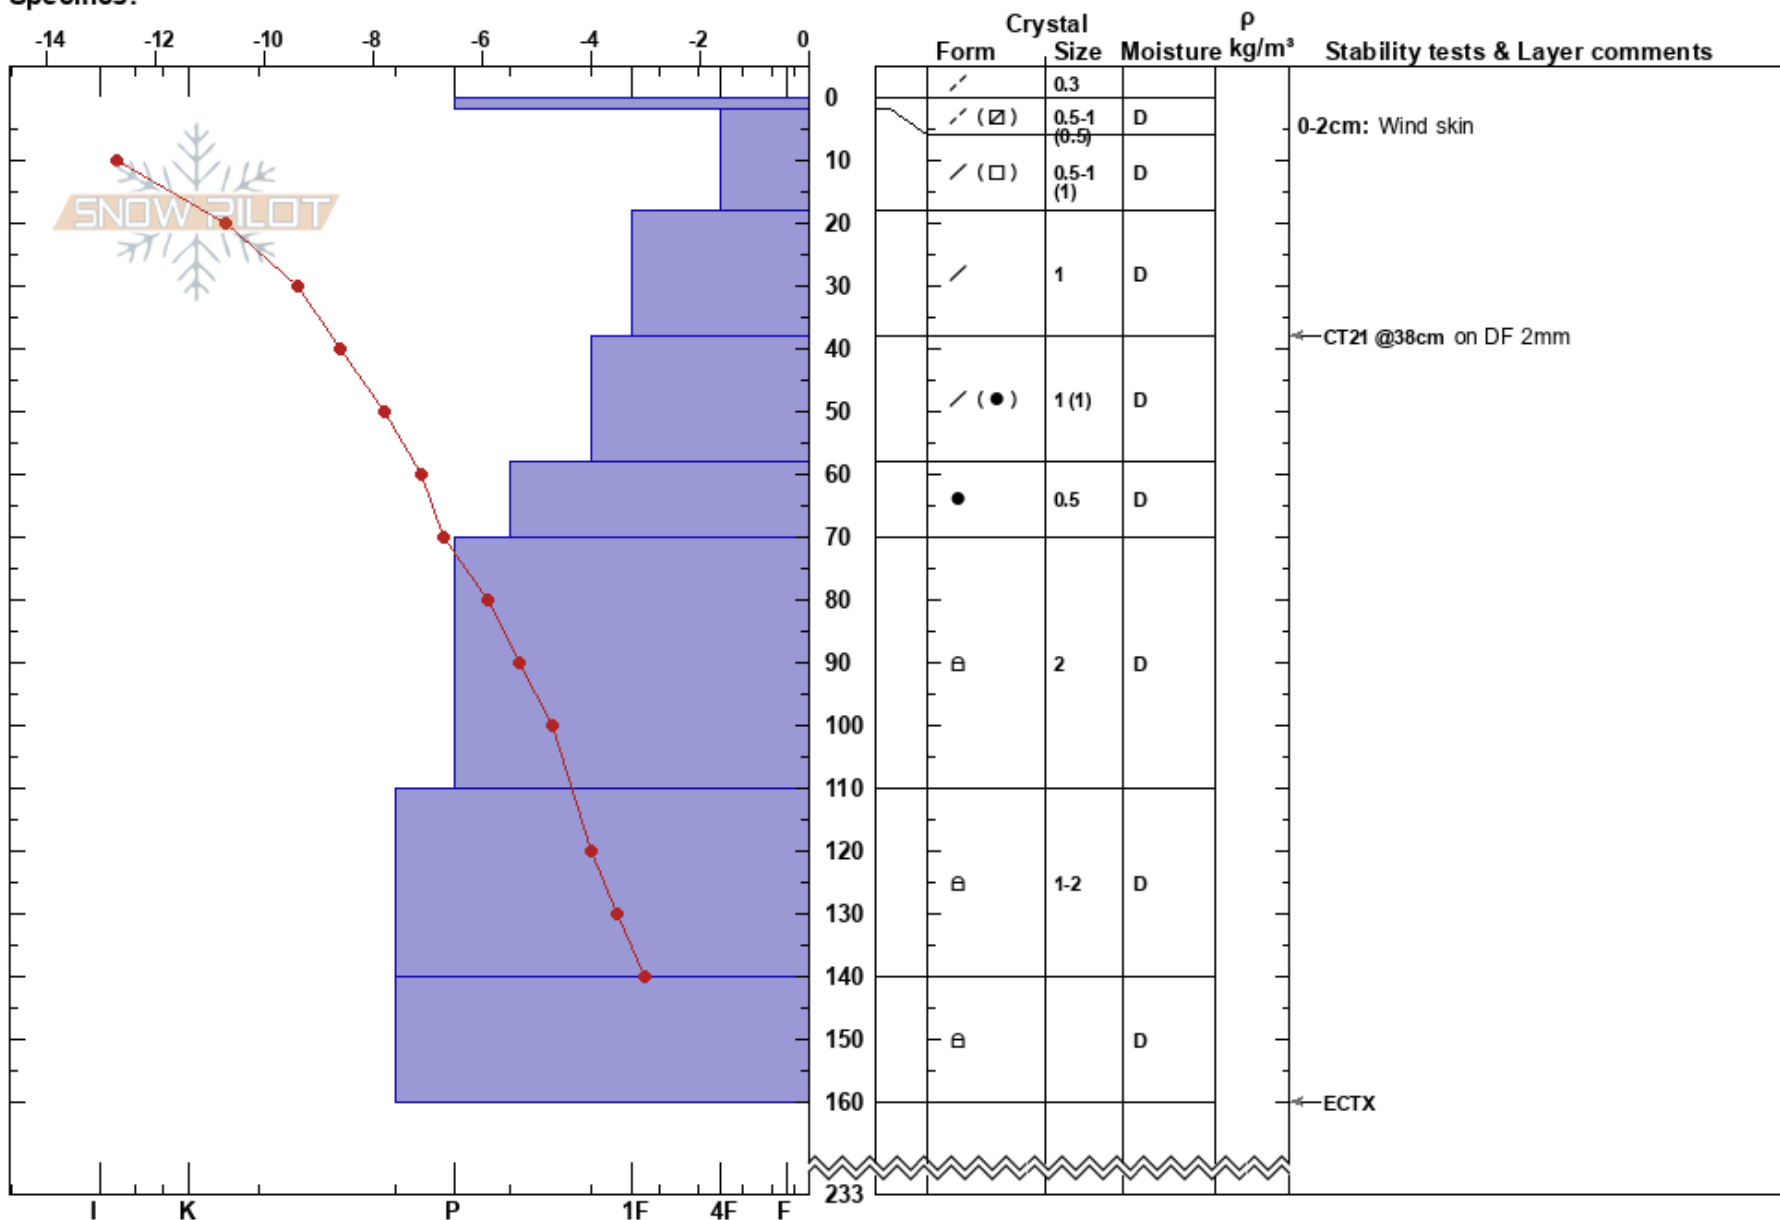 Specifics:
Crystal ρ
-14 -12 -10 -8 -6 -4 -2 0 Form Size Moisture kg/m³ Stability tests & Layer comments
0.3
0
0.5-1 D
0-2cm: Wind skin
(0.5)
10
0.5-1 D
(1)
SNOW PILOT
20
1 D
30
CT21 @38cm on DF 2mm
40
1 (1) D
50
60
0.5 D
70
80
90 2 D
100
110
120
1-2 D
130
140
150 D
160 ECTX
233
I K P 1F 4F F